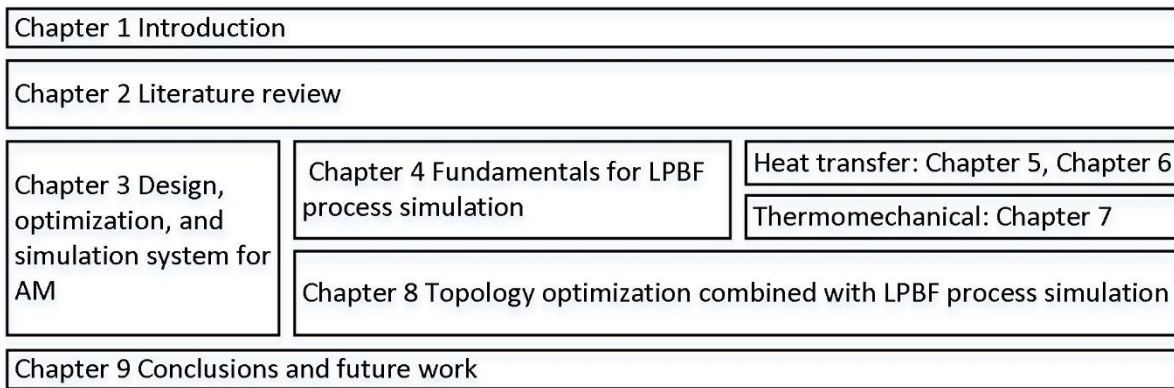 Chapter 1 Introduction
Chapter 2 Literature review
Chapter 3 Design,
optimization, and
simulation system for
AM
Chapter 4 Fundamentals for LPBF
process simulation
Heat transfer: Chapter 5, Chapter 6
Thermomechanical: Chapter 7
Chapter 8 Topology optimization combined with LPBF process simulation
Chapter 9 Conclusions and future work